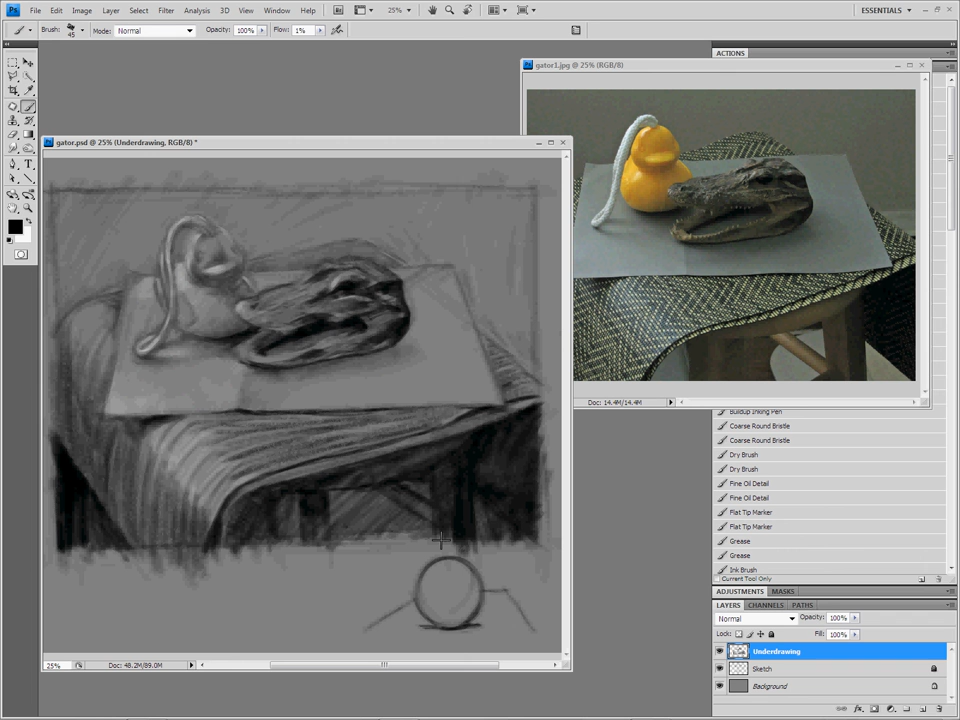 Ps File Edit Image Layer Select Filter Analysis 3D View Window Help Br 25% ESSENTIALS
Brush: 45 Mode: Normal Opacity: 100% Flow: 1%
ACTIONS
gator1.jpg @ 25% (RGB/8)
gator.psd @ 25% (Underdrawing, RGB/8) *
Doc: 14.4M/14.4M
Buildup Inking Pen
Coarse Round Bristle
Coarse Round Bristle
Dry Brush
Dry Brush
Fine Oil Detail
Fine Oil Detail
Flat Tip Marker
Flat Tip Marker
Grease
Grease
Ink Brush
Current Tool Only
ADJUSTMENTS MASKS
LAYERS CHANNELS PATHS
Normal Opacity: 100%
Lock: Fill: 100%
Underdrawing
Sketch
Background
25% Doc: 48.2M/89.0M